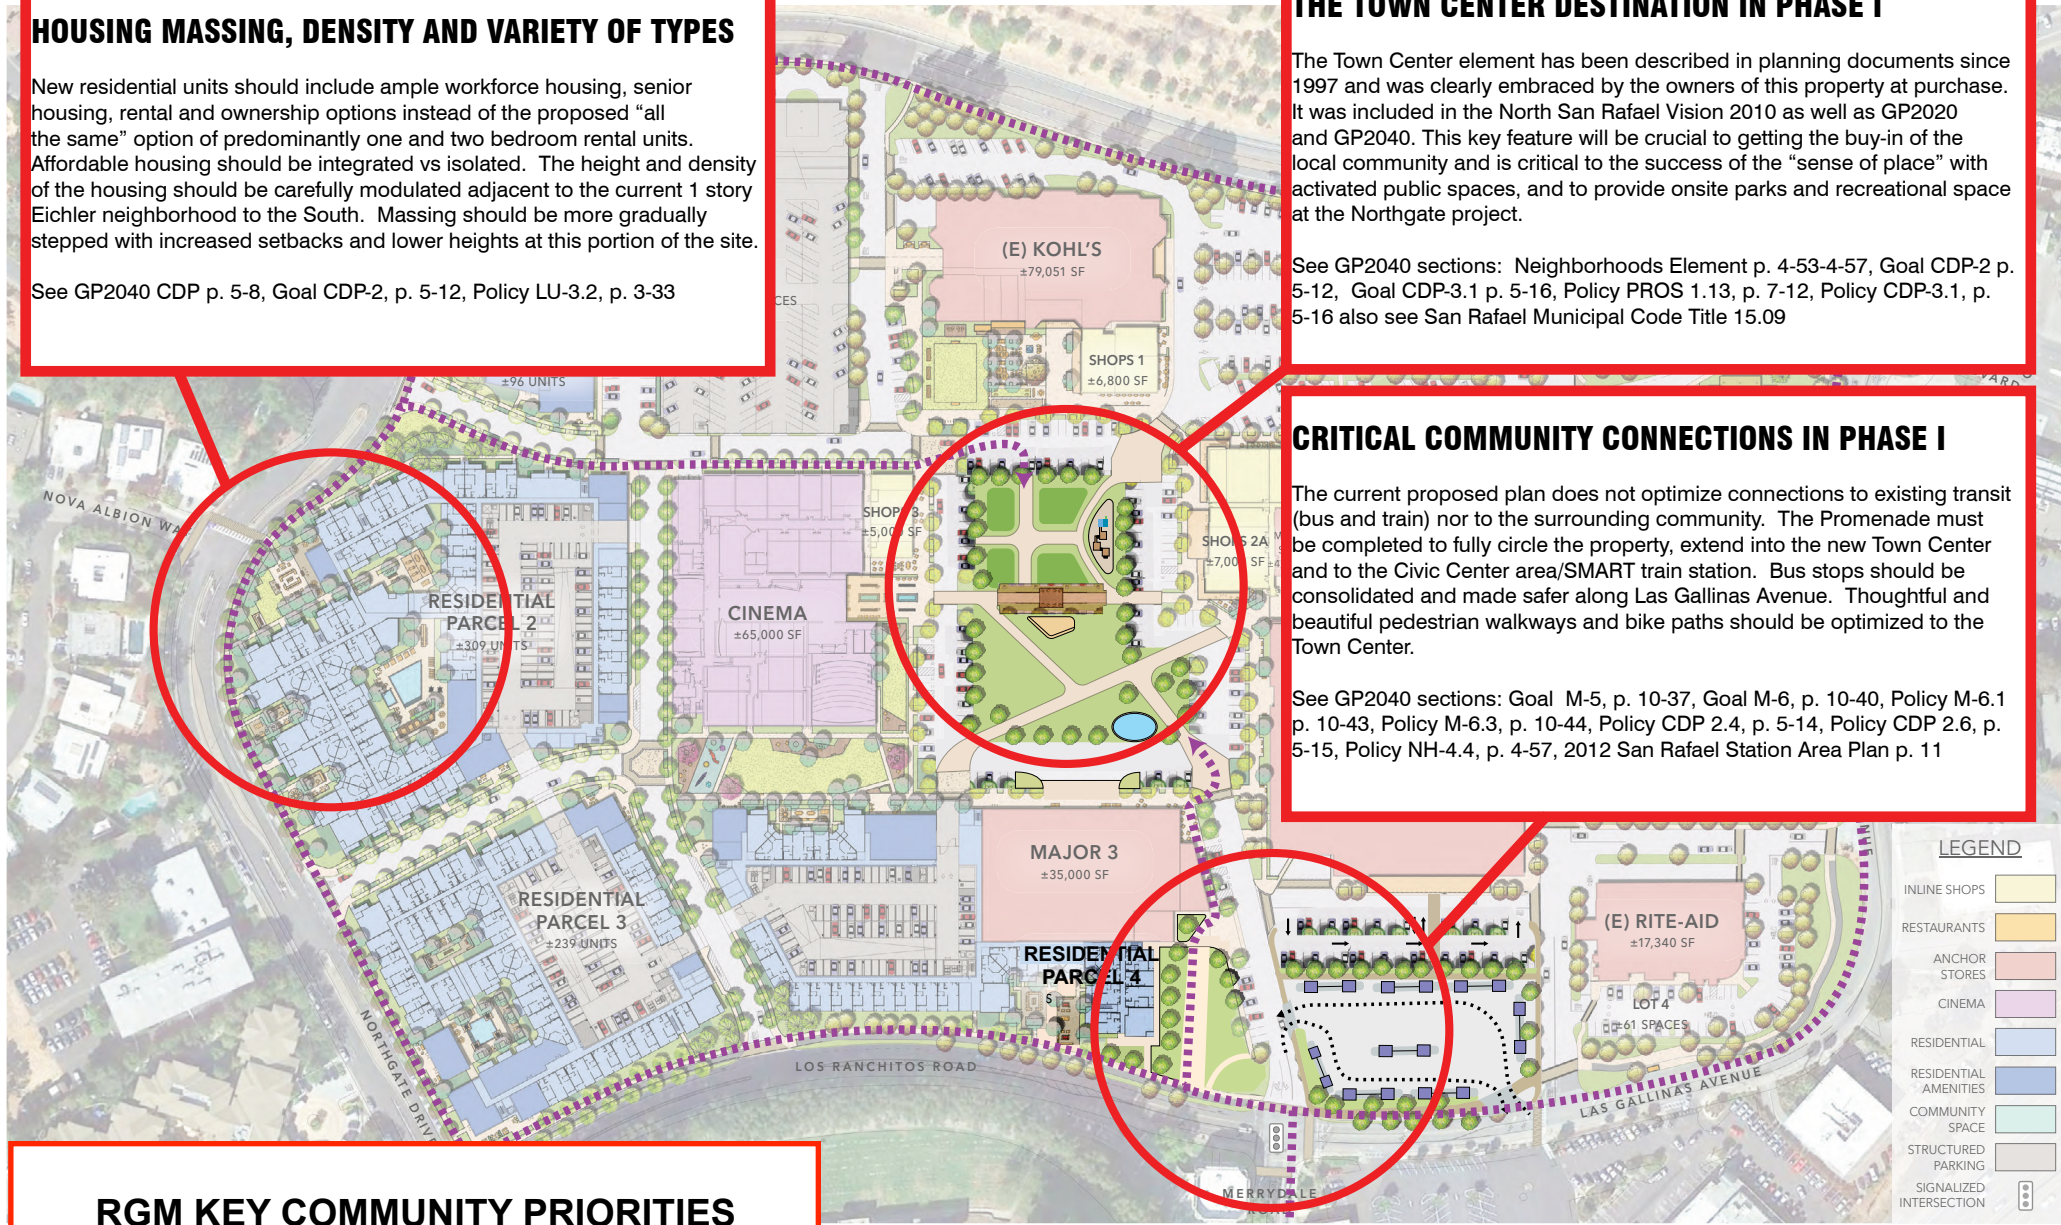 HOUSING MASSING, DENSITY AND VARIETY OF TYPES
New residential units should include ample workforce housing, senior
housing, rental and ownership options instead of the proposed “all
the same” option of predominantly one and two bedroom rental units.
Affordable housing should be integrated vs isolated.  The height and density
of the housing should be carefully modulated adjacent to the current 1 story
Eichler neighborhood to the South.  Massing should be more gradually
stepped with increased setbacks and lower heights at this portion of the site.
See GP2040 CDP p. 5-8, Goal CDP-2, p. 5-12, Policy LU-3.2, p. 3-33
THE TOWN CENTER DESTINATION IN PHASE I
The Town Center element has been described in planning documents since
1997 and was clearly embraced by the owners of this property at purchase.
It was included in the North San Rafael Vision 2010 as well as GP2020
and GP2040. This key feature will be crucial to getting the buy-in of the
local community and is critical to the success of the “sense of place” with
activated public spaces, and to provide onsite parks and recreational space
at the Northgate project.
See GP2040 sections:  Neighborhoods Element p. 4-53-4-57, Goal CDP-2 p.
5-12,  Goal CDP-3.1 p. 5-16, Policy PROS 1.13, p. 7-12, Policy CDP-3.1, p.
5-16 also see San Rafael Municipal Code Title 15.09
CRITICAL COMMUNITY CONNECTIONS IN PHASE I
The current proposed plan does not optimize connections to existing transit
(bus and train) nor to the surrounding community.  The Promenade must
be completed to fully circle the property, extend into the new Town Center
and to the Civic Center area/SMART train station.  Bus stops should be
consolidated and made safer along Las Gallinas Avenue.  Thoughtful and
beautiful pedestrian walkways and bike paths should be optimized to the
Town Center.
See GP2040 sections: Goal  M-5, p. 10-37, Goal M-6, p. 10-40, Policy M-6.1
p. 10-43, Policy M-6.3, p. 10-44, Policy CDP 2.4, p. 5-14, Policy CDP 2.6, p.
5-15, Policy NH-4.4, p. 4-57, 2012 San Rafael Station Area Plan p. 11
(E) KOHL'S
±79,051 SF
SHOPS 1
±6,800 SF
±96 UNITS
NOVA ALBION WAY
RESIDENTIAL
PARCEL 2
±309 UNITS
CINEMA
±65,000 SF
SHOPS 3
±5,000 SF
SHOPS 2A
±7,000 SF
MAJOR 3
±35,000 SF
RESIDENTIAL
PARCEL 3
±239 UNITS
RESIDENTIAL
PARCEL 4
5
(E) RITE-AID
±17,340 SF
LOT 4
±61 SPACES
LOS RANCHITOS ROAD
LAS GALLINAS AVENUE
NORTHGATE DRIVE
MERRYDALE
LEGEND
INLINE SHOPS
RESTAURANTS
ANCHOR
STORES
CINEMA
RESIDENTIAL
RESIDENTIAL
AMENITIES
COMMUNITY
SPACE
STRUCTURED
PARKING
SIGNALIZED
INTERSECTION
RGM KEY COMMUNITY PRIORITIES